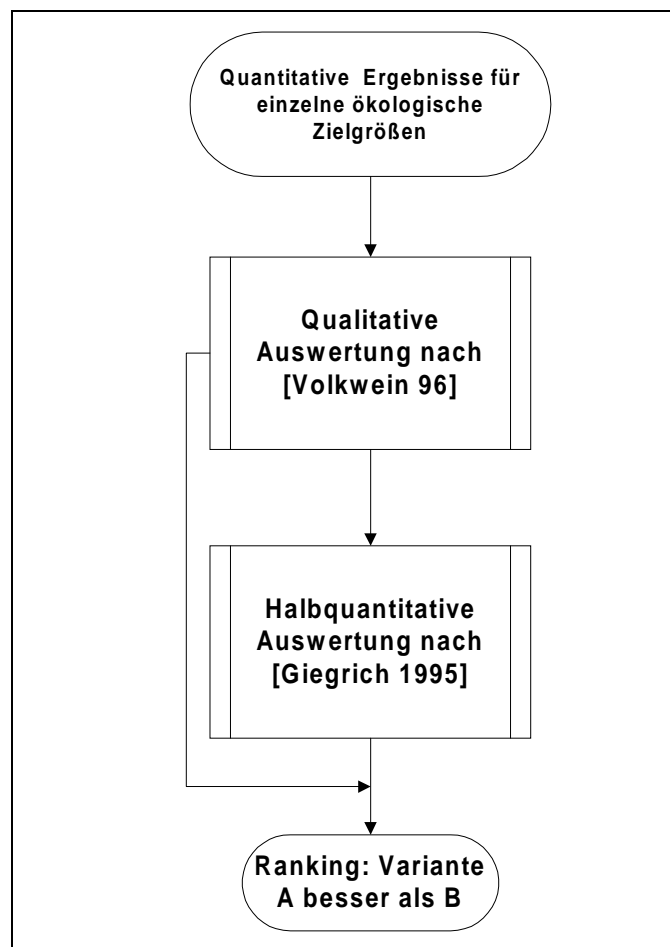 Quantitative Ergebnisse für
einzelne ökologische
Zielgrößen
Qualitative
Auswertung nach
[Volkwein 96]
Halbquantitative
Auswertung nach
[Giegrich 1995]
Ranking: Variante
A besser als B